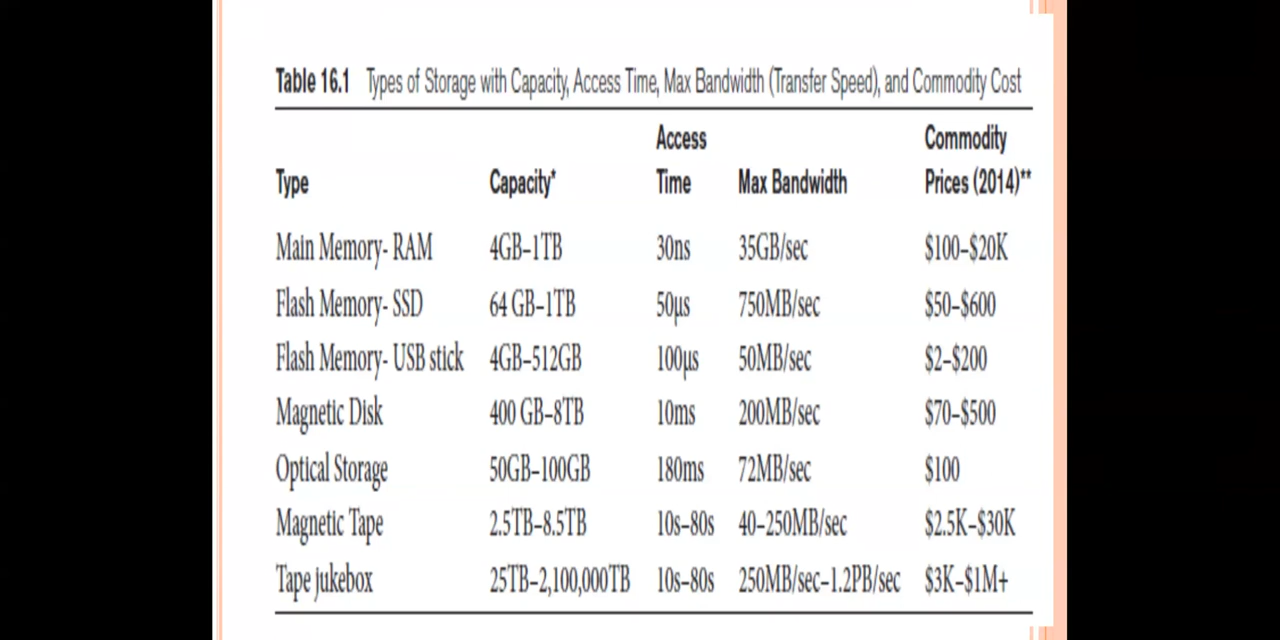 Table 16.1 Types of Storage with Capacity, Access Time, Max Bandwidth (Transfer Speed), and Commodity Cost
Access Commodity
Type Capacity* Time Max Bandwidth Prices (2014)**
Main Memory- RAM 4GB–1TB 30ns 35GB/sec $100–$20K
Flash Memory- SSD 64 GB–1TB 50μs 750MB/sec $50–$600
Flash Memory- USB stick 4GB–512GB 100μs 50MB/sec $2–$200
Magnetic Disk 400 GB–8TB 10ms 200MB/sec $70–$500
Optical Storage 50GB–100GB 180ms 72MB/sec $100
Magnetic Tape 2.5TB–8.5TB 10s–80s 40–250MB/sec $2.5K–$30K
Tape jukebox 25TB–2,100,000TB 10s–80s 250MB/sec–1.2PB/sec $3K–$1M+